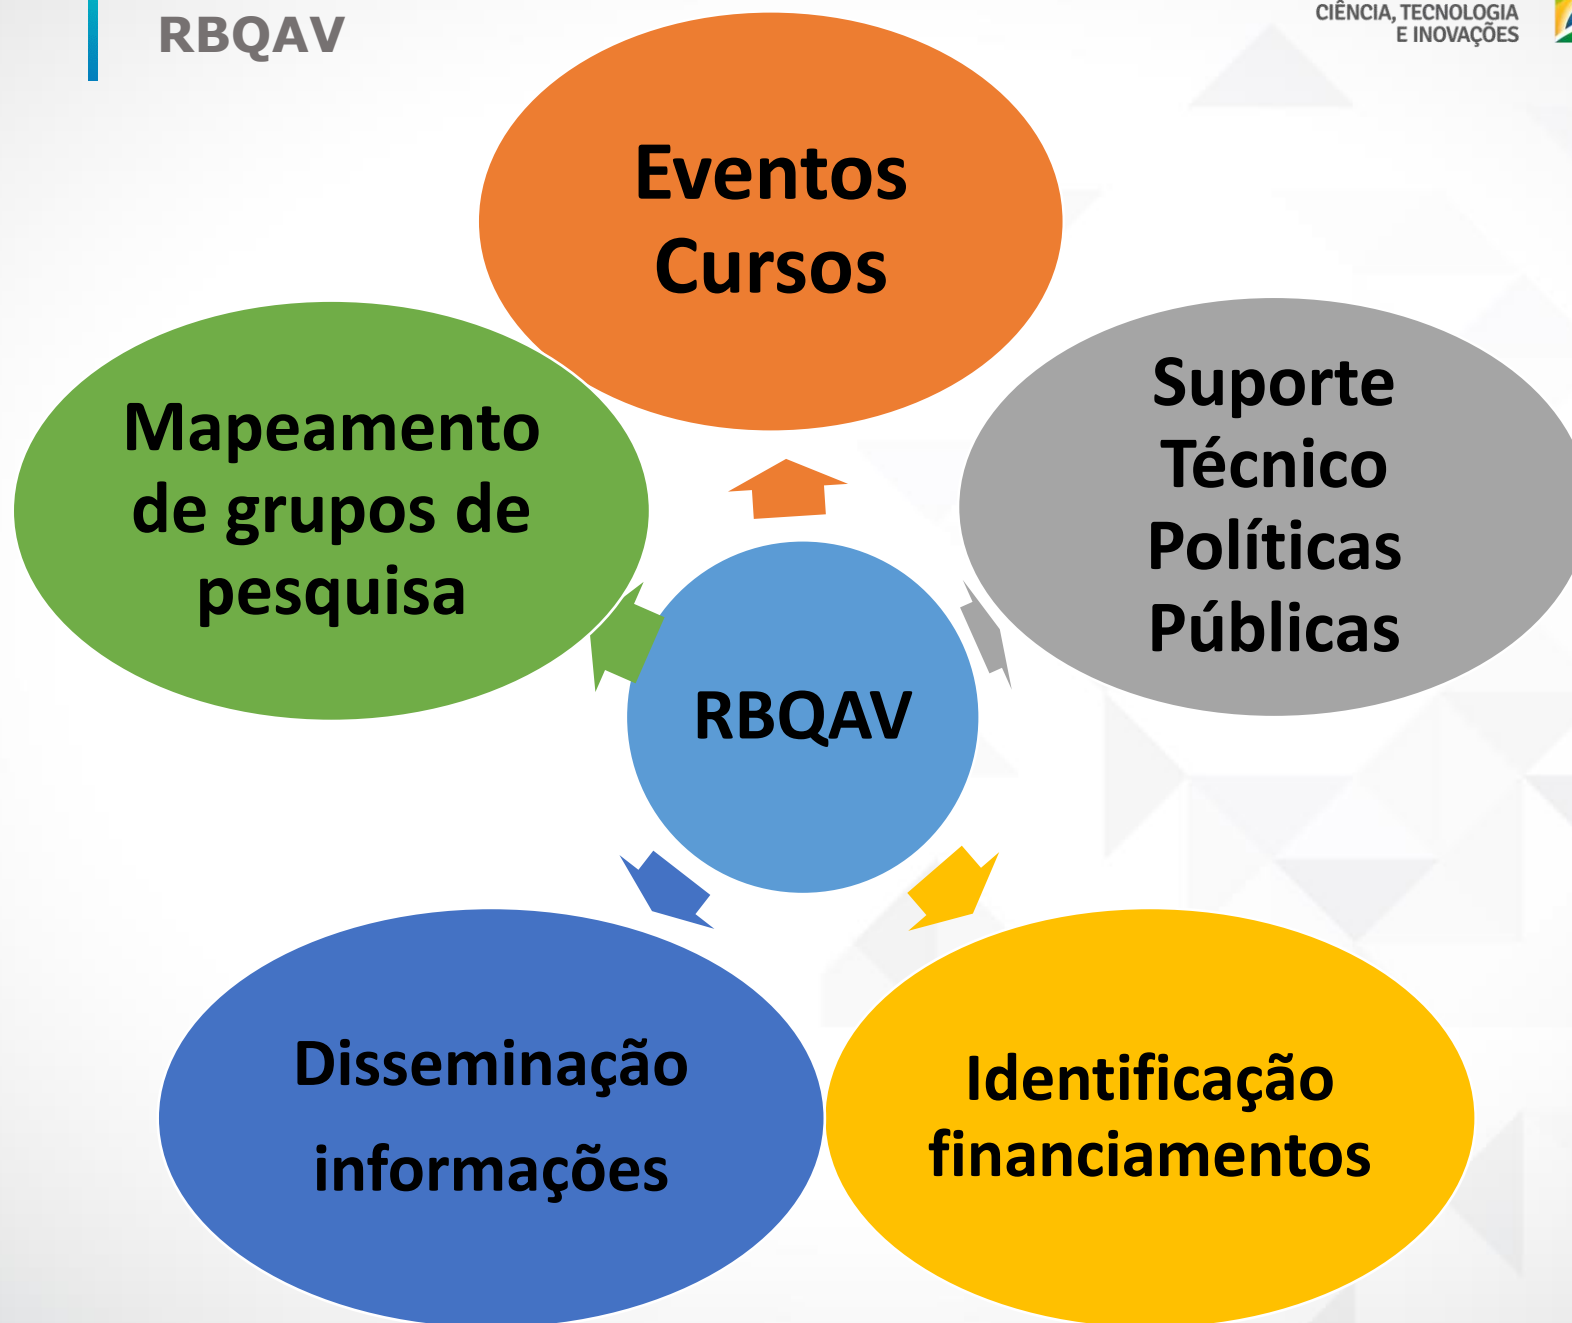 RBQAV
CIÊNCIA, TECNOLOGIA
E INOVAÇÕES
Eventos
Cursos
Mapeamento
de grupos de
pesquisa
Suporte
Técnico
Políticas
Públicas
RBQAV
Disseminação
informações
Identificação
financiamentos